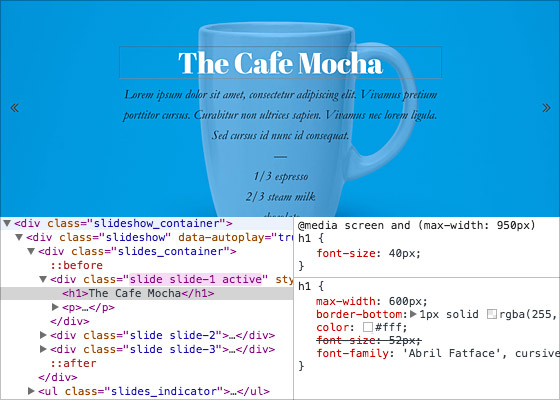 The Cafe Mocha
Lorem ipsum dolor sit amet, consectetur adipiscing elit. Vivamus pretium
porttitor cursus. Curabitur non ultrices sapien. Vivamus nec lorem ligula.
Sed cursus id nunc id consequat.
—
1/3 espresso
2/3 steam milk
«
»
▼<div class="slideshow_container">
▼<div class="slideshow" data-autoplay="tru
▼<div class="slides_container">
::before
▼<div class="slide slide-1 active" sty
<h1>The Cafe Mocha</h1>
▶<p>…</p>
</div>
▶<div class="slide slide-2">…</div>
▶<div class="slide slide-3">…</div>
::after
</div>
▶<ul class="slides_indicator">…</ul>
@media screen and (max-width: 950px)
h1 {
font-size: 40px;
}
h1 {
max-width: 600px;
border-bottom:▶1px solid rgba(255,
color: #fff;
font-size: 52px;
font-family: 'Abril Fatface', cursive
}